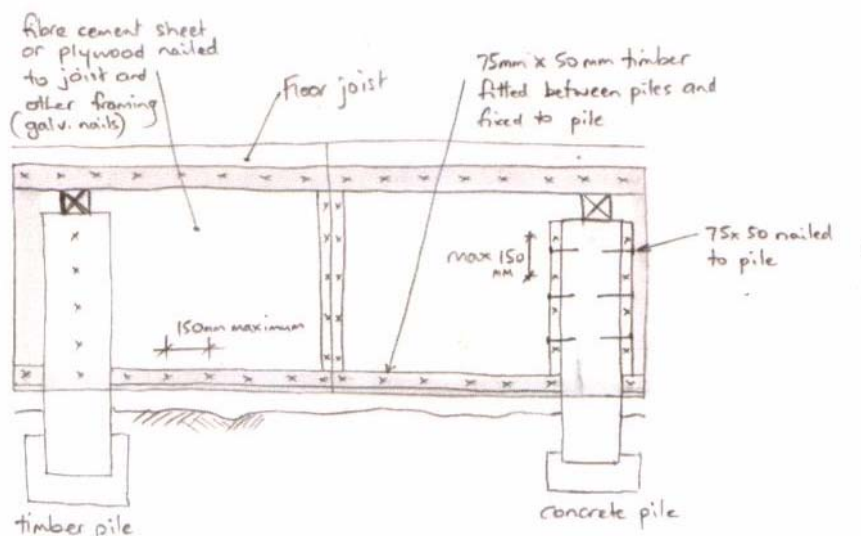 fibre cement sheet
or plywood nailed
to joist and
other framing
(galv. nails)
Floor joist
75mm x 50mm timber
fitted between piles and
fixed to pile
max 150
MM
75x 50 nailed
to pile
150mm maximum
timber pile
concrete pile